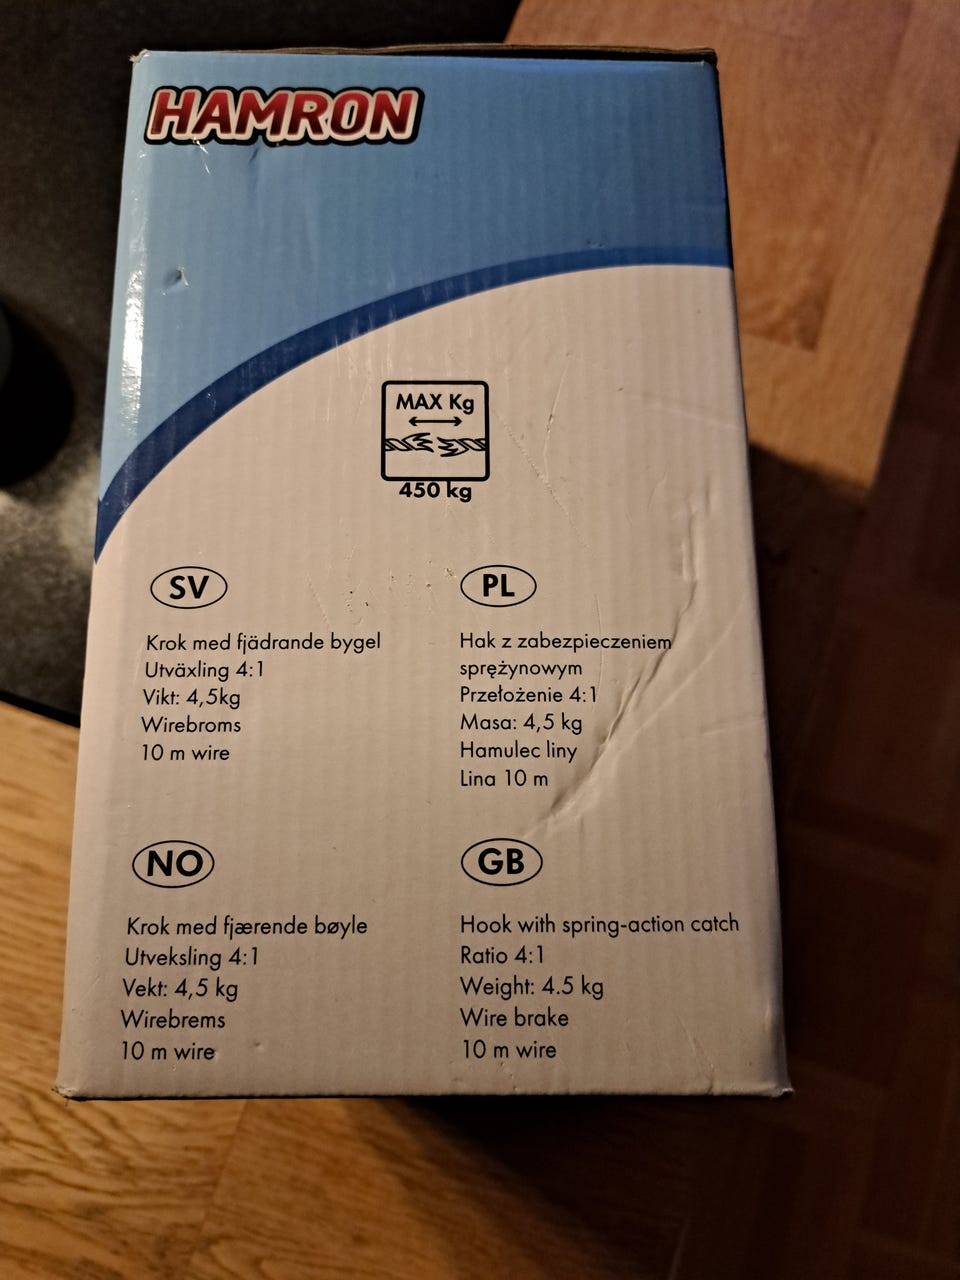 HAMRON
MAX Kg
450 kg
SV
Krok med fjädrande bygel
Utväxling 4:1
Vikt: 4,5kg
Wirebroms
10 m wire
PL
Hak z zabezpieczeniem
sprężynowym
Przełożenie 4:1
Masa: 4,5 kg
Hamulec liny
Lina 10 m
NO
Krok med fjærende bøyle
Utveksling 4:1
Vekt: 4,5 kg
Wirebrems
10 m wire
GB
Hook with spring-action catch
Ratio 4:1
Weight: 4.5 kg
Wire brake
10 m wire